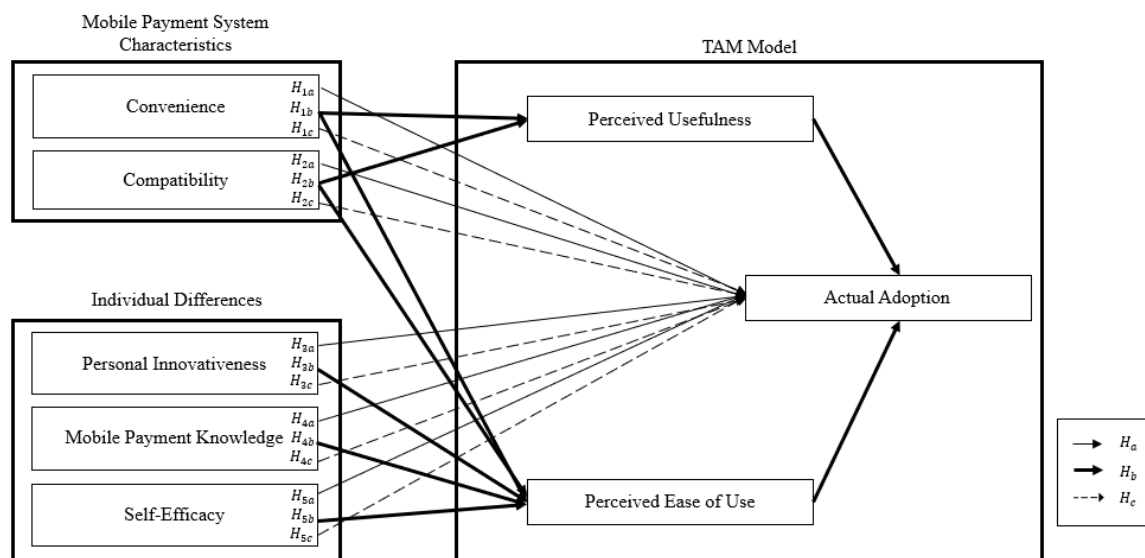 Mobile Payment System
Characteristics
TAM Model
Convenience
H1a
H1b
H1c
Compatibility
H2a
H2b
H2c
Perceived Usefulness
Actual Adoption
Individual Differences
Personal Innovativeness
H3a
H3b
H3c
Mobile Payment Knowledge
H4a
H4b
H4c
Self-Efficacy
H5a
H5b
H5c
Perceived Ease of Use
Ha
Hb
Hc